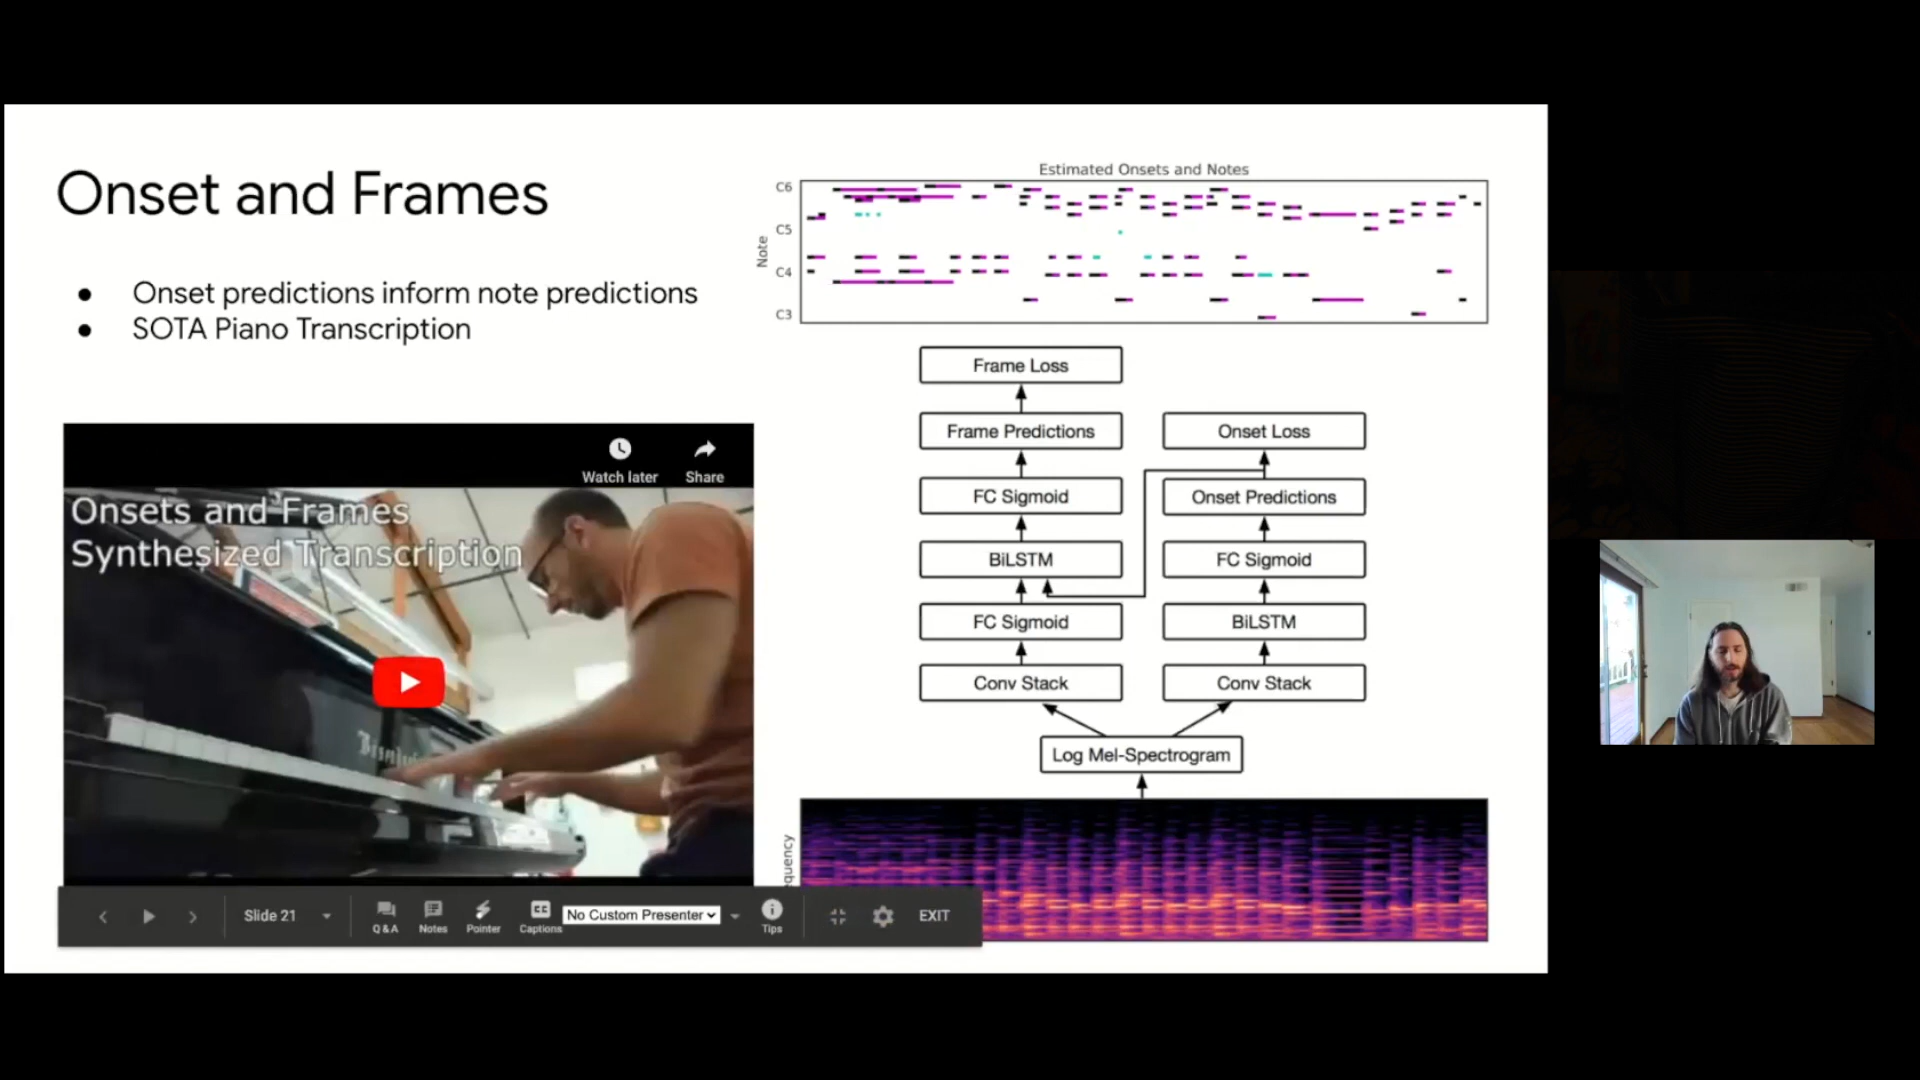 Onset and Frames
● Onset predictions inform note predictions
● SOTA Piano Transcription
Estimated Onsets and Notes
Note
C6
C5
C4
C3
Frame Loss
Frame Predictions
Onset Loss
FC Sigmoid
Onset Predictions
BiLSTM
FC Sigmoid
FC Sigmoid
BiLSTM
Conv Stack
Conv Stack
Log Mel-Spectrogram
Watch later
Share
Onsets and Frames
Synthesized Transcription
Slide 21
Q&A
Notes
Pointer
Captions
No Custom Presenter
Tips
EXIT